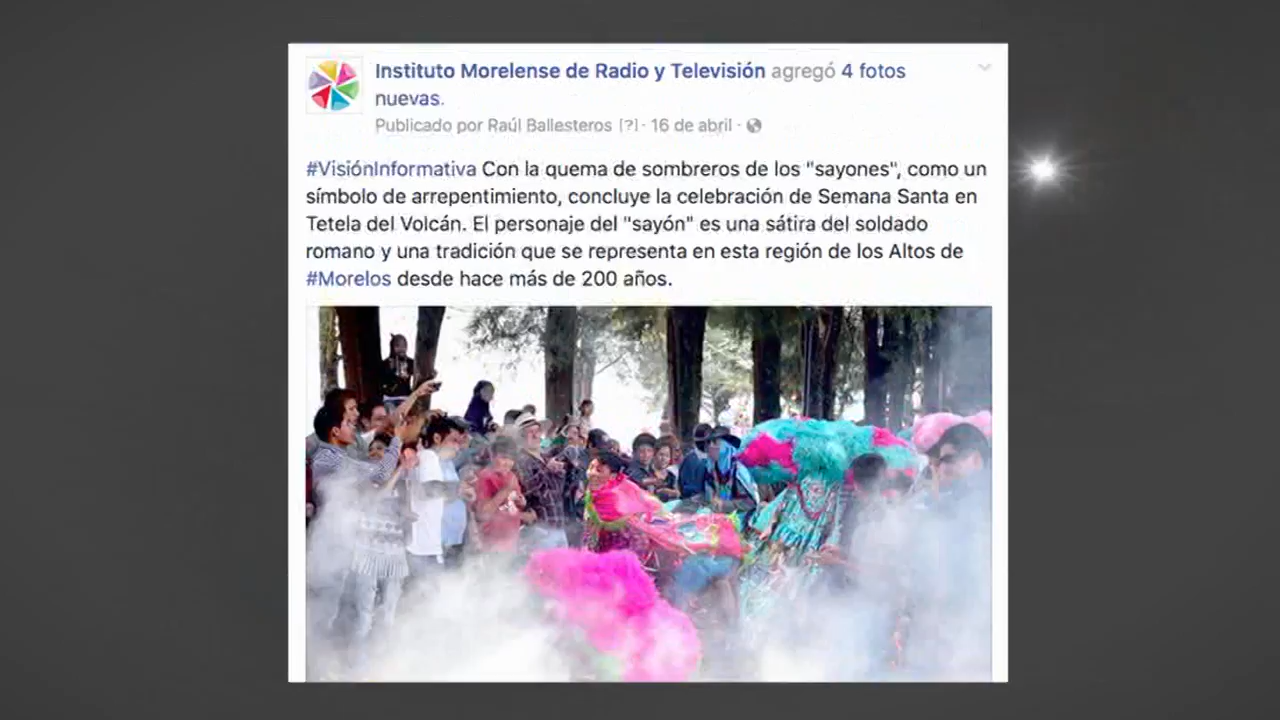 Instituto Morelense de Radio y Televisión agregó 4 fotos
nuevas.
Publicado por Raúl Ballesteros [?] · 16 de abril ·
#VisiónInformativa Con la quema de sombreros de los "sayones", como un
símbolo de arrepentimiento, concluye la celebración de Semana Santa en
Tetela del Volcán. El personaje del "sayón" es una sátira del soldado
romano y una tradición que se representa en esta región de los Altos de
#Morelos desde hace más de 200 años.